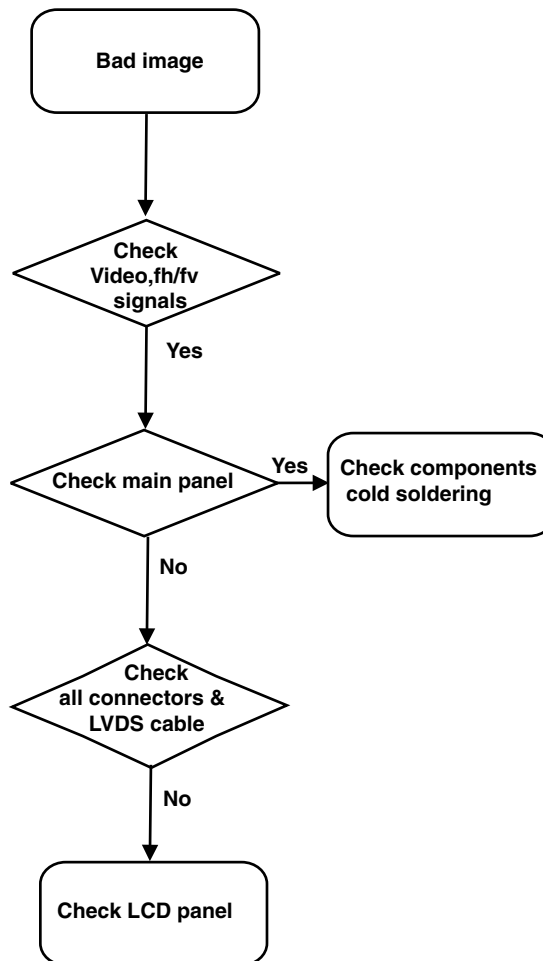 Bad image
Check
Video,fh/fv
signals
Yes
Check main panel
Yes
Check components
cold soldering
No
Check
all connectors &
LVDS cable
No
Check LCD panel